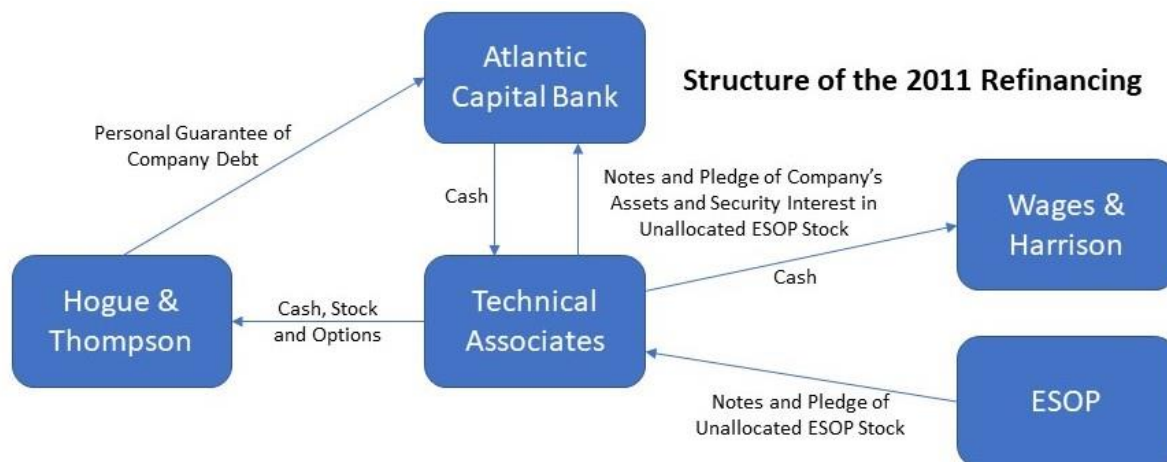 Atlantic
Capital Bank
Structure of the 2011 Refinancing
Personal Guarantee of
Company Debt
Cash
Notes and Pledge of Company's
Assets and Security Interest in
Unallocated ESOP Stock
Wages &
Harrison
Cash
Hogue &
Thompson
Cash, Stock
and Options
Technical
Associates
Notes and Pledge of
Unallocated ESOP Stock
ESOP